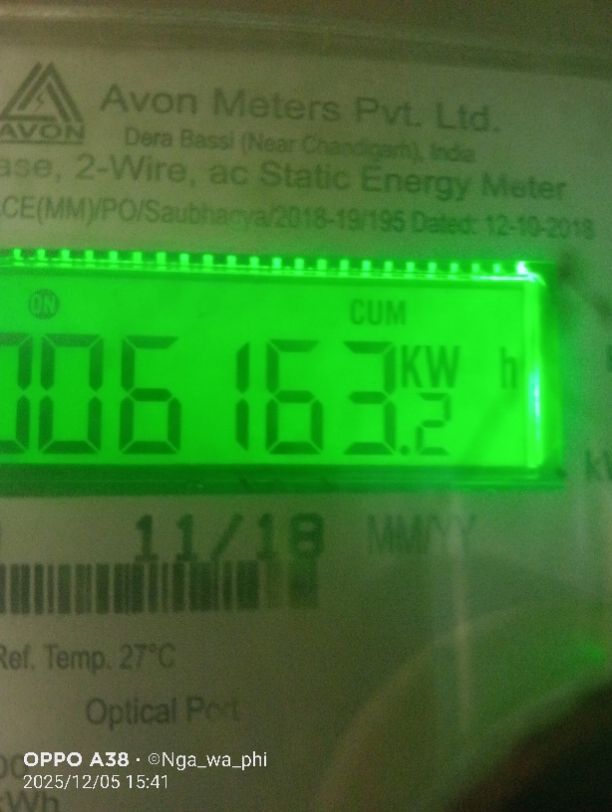 Avon Meters Pvt. Ltd.
AVON
Dera Bassi (Near Chandigarh), India
ase, 2-Wire, ac Static Energy Meter
CE(MM)/PO/Saubhagya/2018-19/195 Dated: 12-10-2018
ON
CUM
006163.2 KW h
11/18 MM/YY
Ref. Temp. 27°C
Optical Port
OPPO A38 · ©Nga_wa_phi
2025/12/05 15:41
kWh